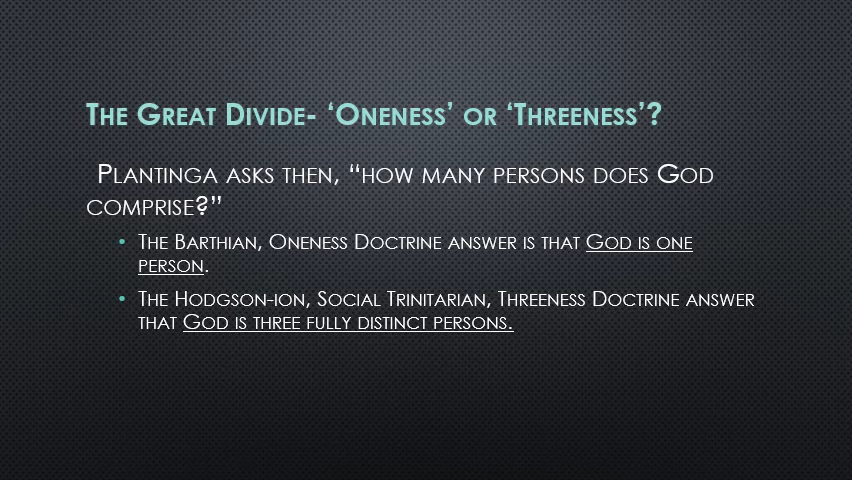 The Great Divide- ‘Oneness’ or ‘Threeness’?
Plantinga asks then, “how many persons does God
comprise?”
• The Barthian, Oneness Doctrine answer is that God is one
person.
• The Hodgson-ion, Social Trinitarian, Threeness Doctrine answer
that God is three fully distinct persons.